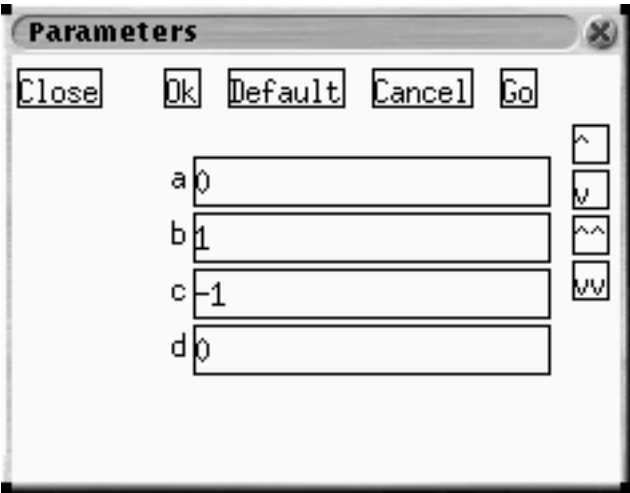 Parameters
Close Ok Default Cancel Go
^
a 0
v
b 1
^^
c -1
vv
d 0